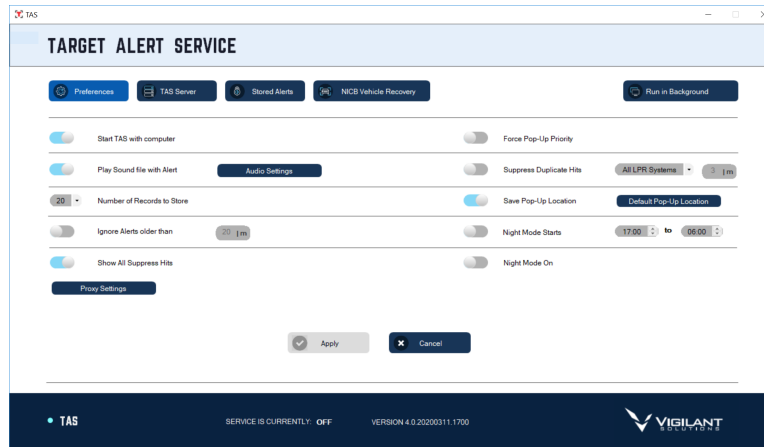 TAS
TARGET ALERT SERVICE
Preferences
TAS Server
Stored Alerts
NICB Vehicle Recovery
Run in Background
Start TAS with computer
Force Pop-Up Priority
Play Sound file with Alert
Audio Settings
Suppress Duplicate Hits
All LPR Systems
3 | m
20
Number of Records to Store
Save Pop-Up Location
Default Pop-Up Location
Ignore Alerts older than
20 | m
Night Mode Starts
17:00
to
06:00
Show All Suppress Hits
Night Mode On
Proxy Settings
Apply
Cancel
TAS
SERVICE IS CURRENTLY: OFF
VERSION 4.0.20200311.1700
VIGILANT
SOLUTIONS